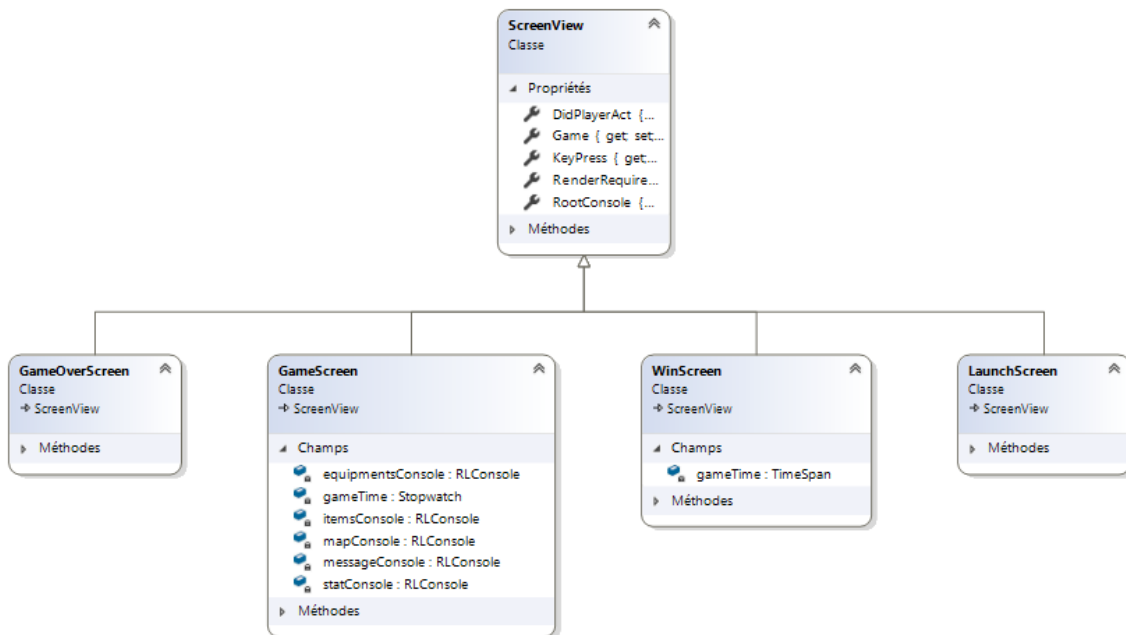 ScreenView
Classe
Propriétés
DidPlayerAct {...
Game { get; set;...
KeyPress { get;...
RenderRequire...
RootConsole {...
Méthodes
GameOverScreen
Classe
ScreenView
Méthodes
GameScreen
Classe
ScreenView
Champs
equipmentsConsole : RLConsole
gameTime : Stopwatch
itemsConsole : RLConsole
mapConsole : RLConsole
messageConsole : RLConsole
statConsole : RLConsole
Méthodes
WinScreen
Classe
ScreenView
Champs
gameTime : TimeSpan
Méthodes
LaunchScreen
Classe
ScreenView
Méthodes